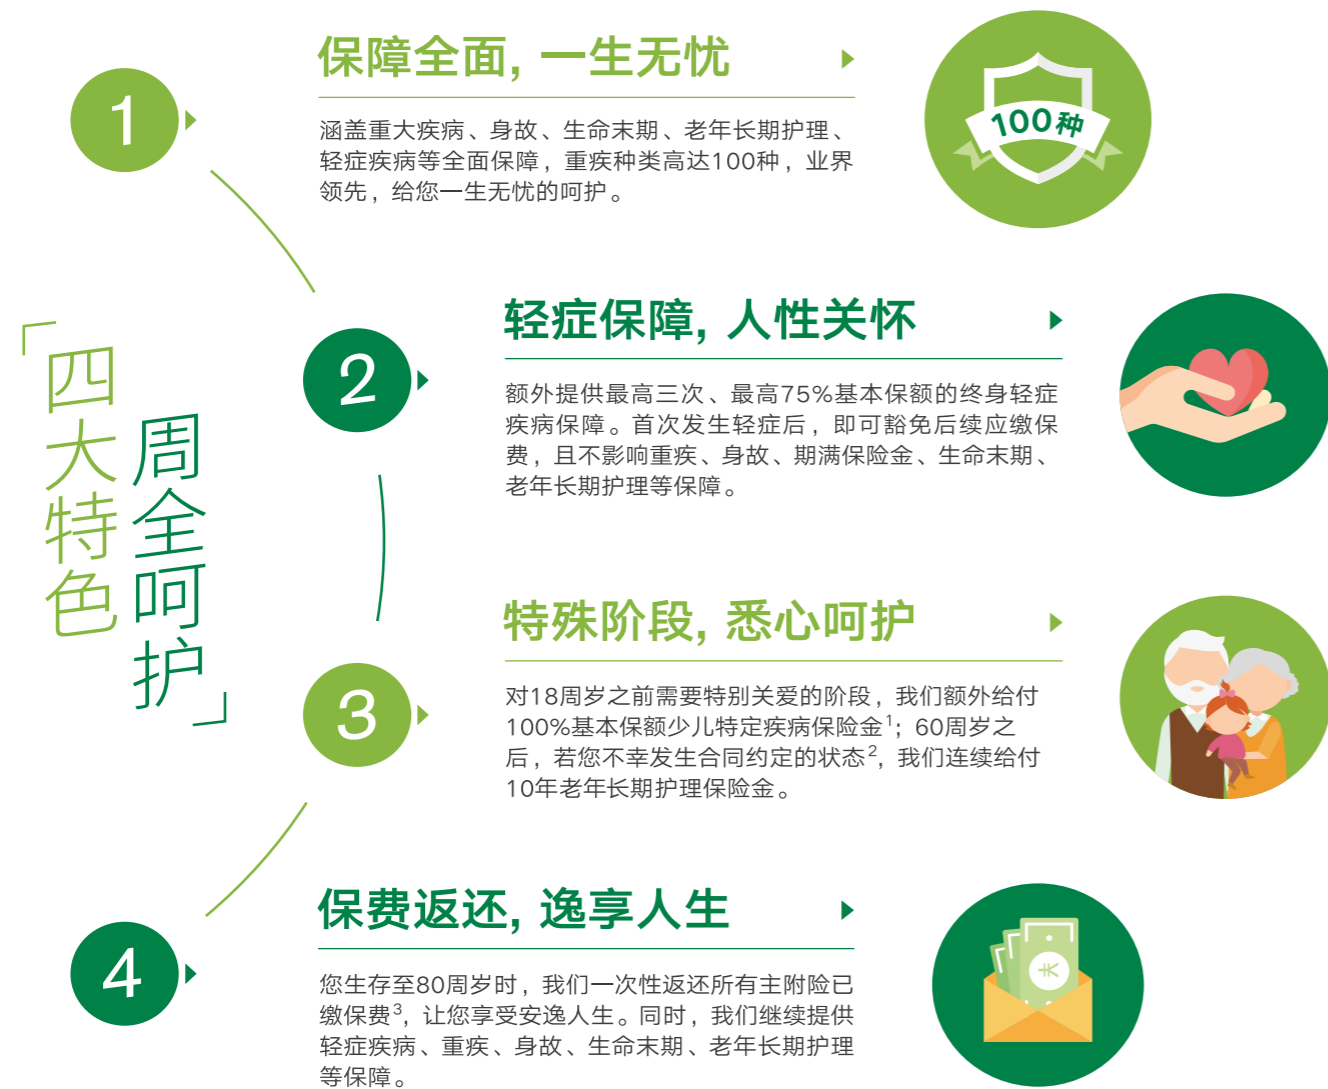 「四大特色
周全呵护」
1
保障全面, 一生无忧
涵盖重大疾病、身故、生命末期、老年长期护理、
轻症疾病等全面保障，重疾种类高达100种，业界
领先，给您一生无忧的呵护。
100种
2
轻症保障, 人性关怀
额外提供最高三次、最高75%基本保额的终身轻症
疾病保障。首次发生轻症后，即可豁免后续应缴保
费，且不影响重疾、身故、期满保险金、生命末期、
老年长期护理等保障。
3
特殊阶段, 悉心呵护
对18周岁之前需要特别关爱的阶段，我们额外给付
100%基本保额少儿特定疾病保险金¹；60周岁之
后，若您不幸发生合同约定的状态²，我们连续给付
10年老年长期护理保险金。
4
保费返还, 逸享人生
您生存至80周岁时，我们一次性返还所有主附险已
缴保费³，让您享受安逸人生。同时，我们继续提供
轻症疾病、重疾、身故、生命末期、老年长期护理
等保障。